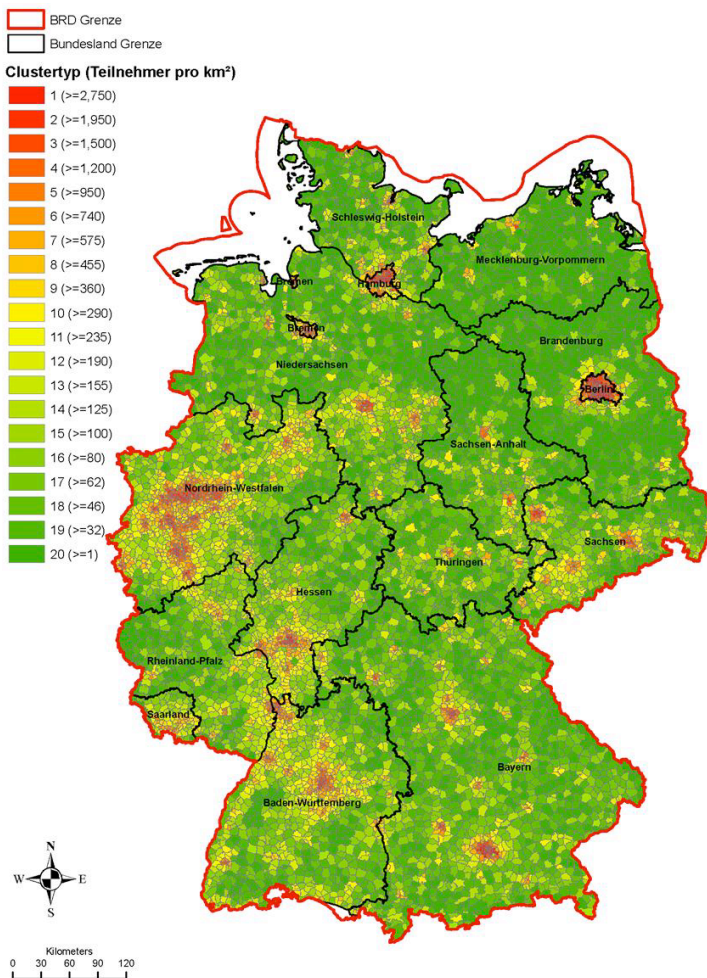 BRD Grenze
Bundesland Grenze
Clustertyp (Teilnehmer pro km²)
1 (>=2,750)
2 (>=1,950)
3 (>=1,500)
4 (>=1,200)
5 (>=950)
6 (>=740)
7 (>=575)
8 (>=455)
9 (>=360)
10 (>=290)
11 (>=235)
12 (>=190)
13 (>=155)
14 (>=125)
15 (>=100)
16 (>=80)
17 (>=62)
18 (>=46)
19 (>=32)
20 (>=1)
Schleswig-Holstein
Mecklenburg-Vorpommern
Bremen
Hamburg
Bremen
Brandenburg
Niedersachsen
Berlin
Sachsen-Anhalt
Nordrhein-Westfalen
Sachsen
Thüringen
Hessen
Rheinland-Pfalz
Saarland
Bayern
Baden-Württemberg
N
W E
S
Kilometers
0 30 60 90 120